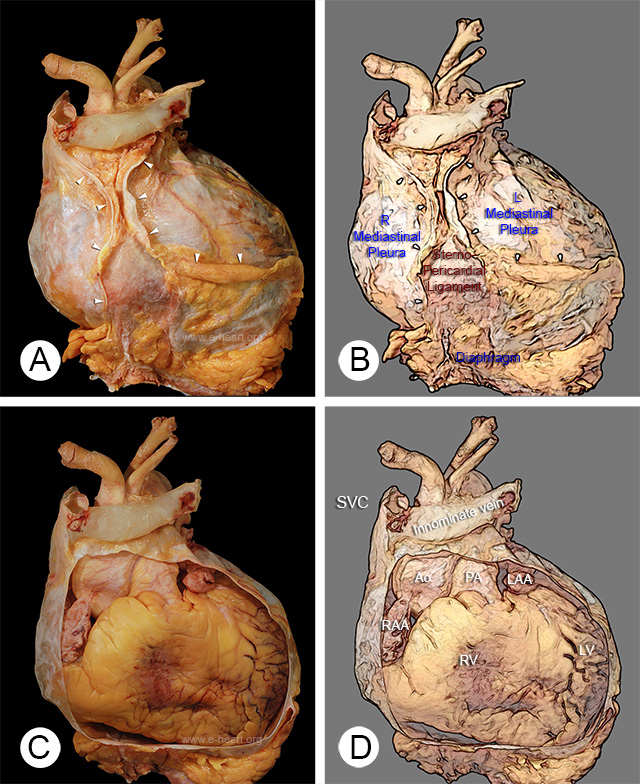 R
Mediastinal
Pleura
L
Mediastinal
Pleura
Sterno-
Pericardial
Ligament
www.e-heart.org
Diaphragm
A
B
SVC
Innominate vein
Ao
PA
LAA
RAA
RV
LV
www.e-heart.org
C
D